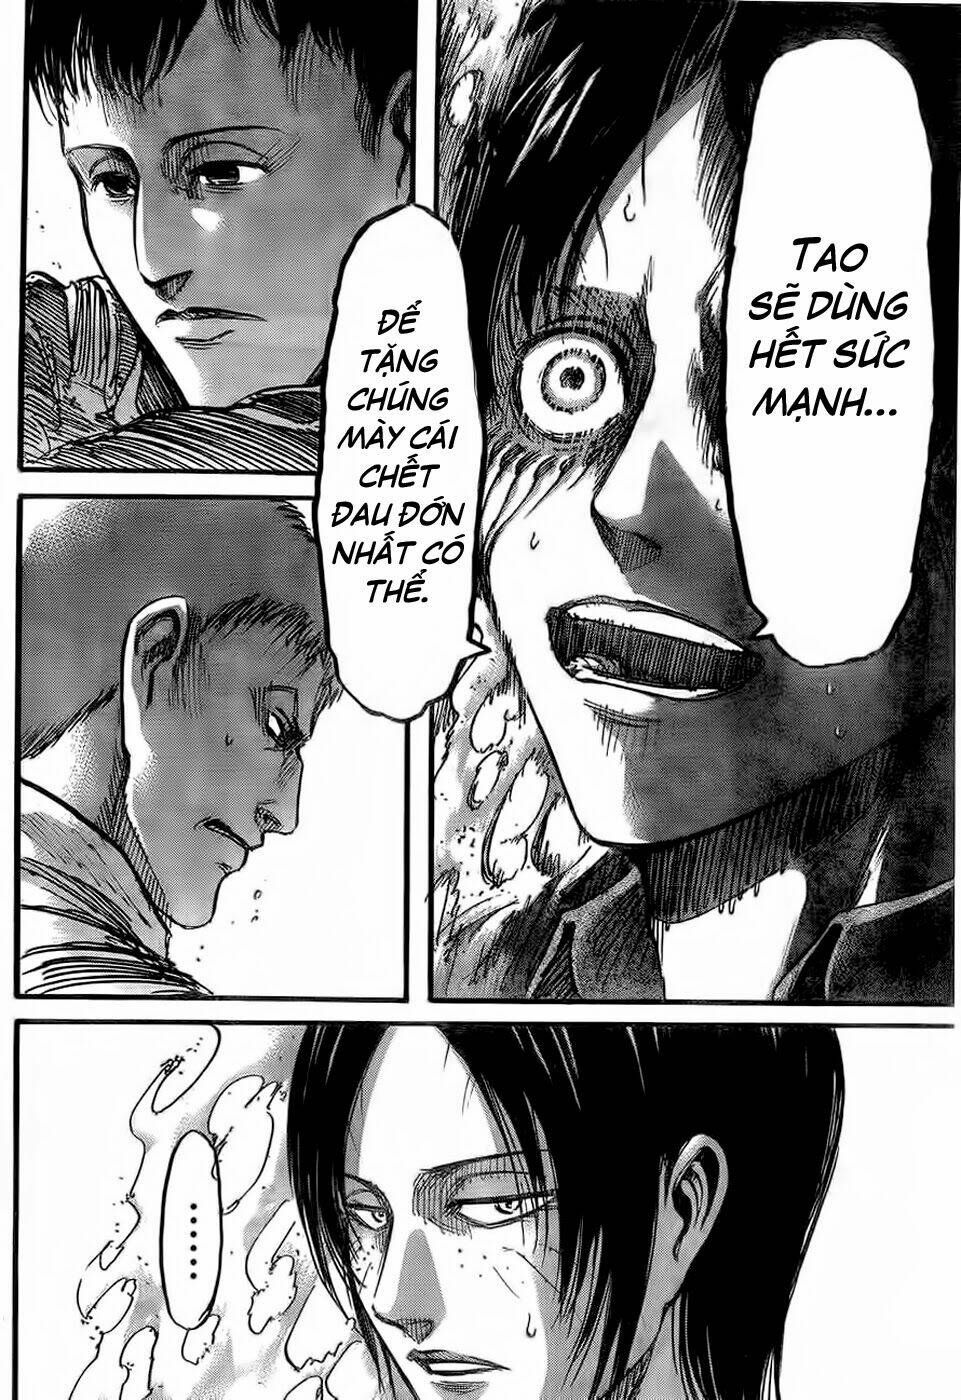 TAO
SẼ DÙNG
HẾT SỨC
MẠNH...
ĐỂ
TẶNG
CHÚNG
MÀY CÁI
CHẾT
ĐAU ĐỚN
NHẤT CÓ
THỂ.
......